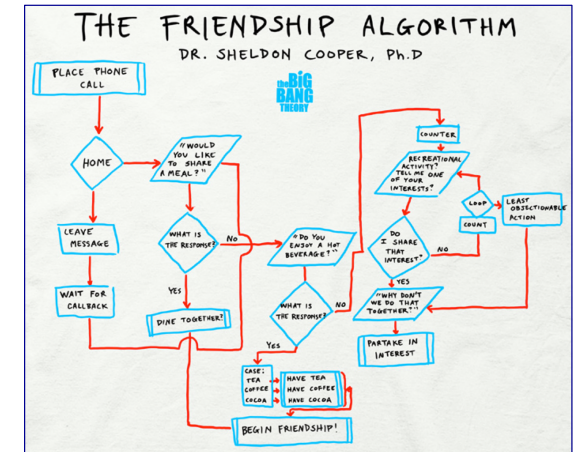 THE FRIENDSHIP ALGORITHM
DR. SHELDON COOPER, Ph.D
the BiG
BANG
THEORY
PLACE PHONE
CALL
HOME
LEAVE
MESSAGE
WAIT FOR
CALLBACK
"WOULD
YOU LIKE
TO SHARE
A MEAL?"
WHAT IS
THE RESPONSE?
NO
YES
DINE TOGETHER?
"DO YOU
ENJOY A HOT
BEVERAGE?"
WHAT IS
THE RESPONSE?
NO
YES
CASE:
TEA
COFFEE
COCOA
HAVE TEA
HAVE COFFEE
HAVE COCOA
BEGIN FRIENDSHIP!
COUNTER
RECREATIONAL
ACTIVITY?
TELL ME ONE
OF YOUR
INTERESTS?
LOOP
COUNT
LEAST
OBJECTIONABLE
ACTION
DO
I SHARE
THAT
INTEREST?
NO
YES
"WHY DON'T
WE DO THAT
TOGETHER?"
PARTAKE IN
INTEREST